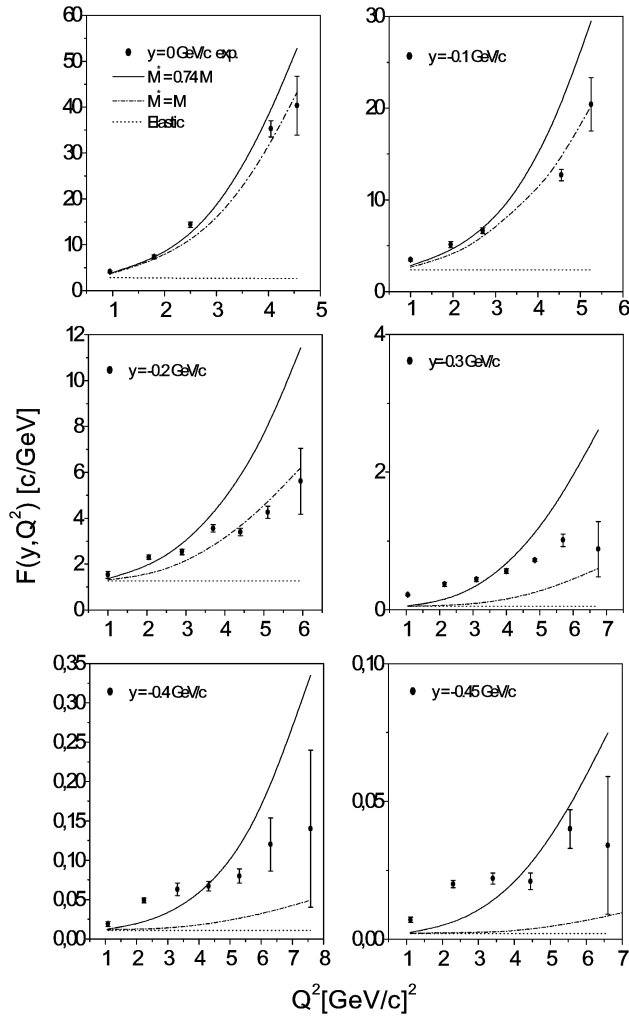 60
50
40
30
20
10
0
y=0 GeV/c exp.
M*=0.74 M
M*=M
Elastic
1 2 3 4 5
30
20
10
0
y=-0.1 GeV/c
1 2 3 4 5 6
12
10
8
6
4
2
0
y=-0.2 GeV/c
1 2 3 4 5 6
4
2
0
y=-0.3 GeV/c
1 2 3 4 5 6 7
F(y,Q²) [c/GeV]
0,35
0,30
0,25
0,20
0,15
0,10
0,05
0,00
y=-0.4 GeV/c
1 2 3 4 5 6 7 8
0,10
0,05
0,00
y=-0.45 GeV/c
1 2 3 4 5 6 7
Q²[GeV/c]²